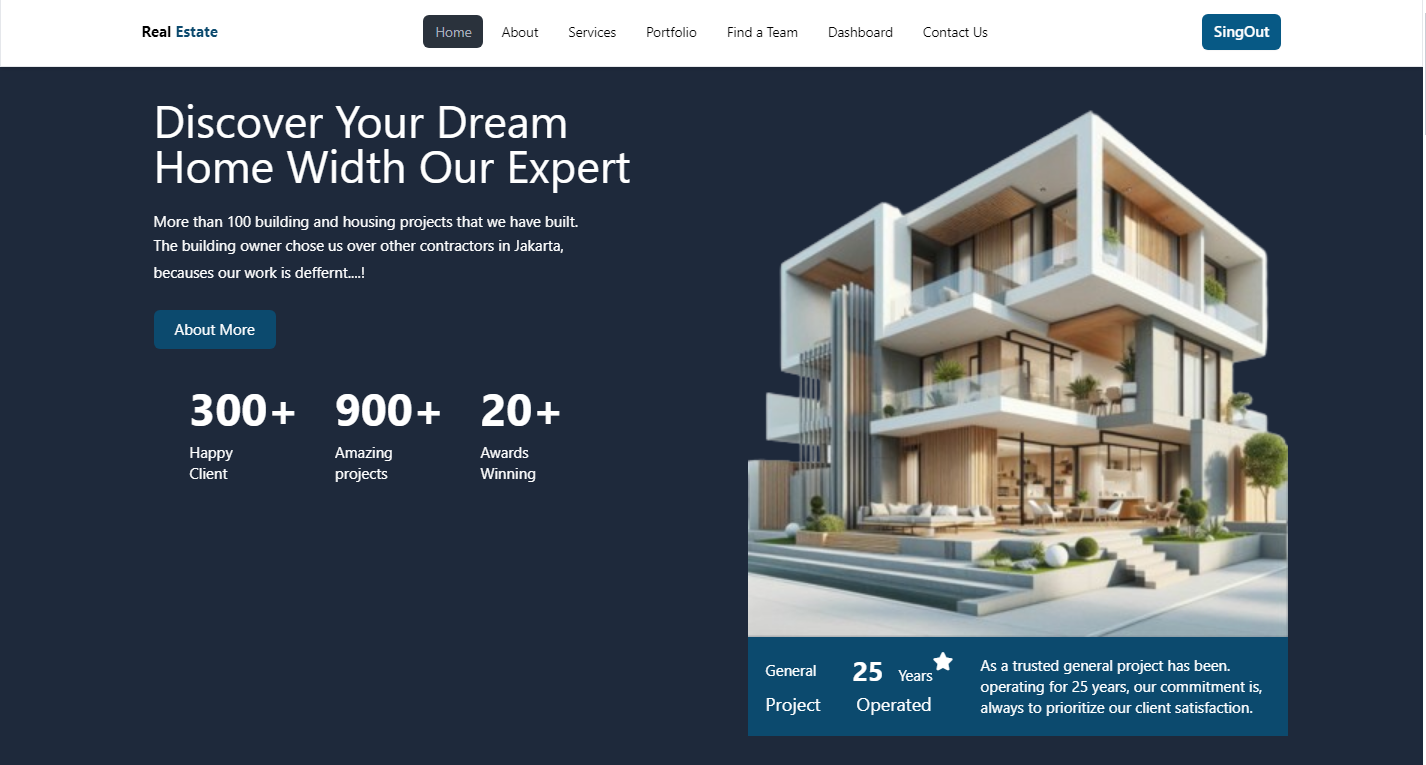 Real Estate
Home About Services Portfolio Find a Team Dashboard Contact Us
SingOut
Discover Your Dream
Home Width Our Expert
More than 100 building and housing projects that we have built.
The building owner chose us over other contractors in Jakarta,
becauses our work is deffernt....!
About More
300+ 900+ 20+
Happy Amazing Awards
Client projects Winning
General 25 Years
Project Operated
As a trusted general project has been.
operating for 25 years, our commitment is,
always to prioritize our client satisfaction.